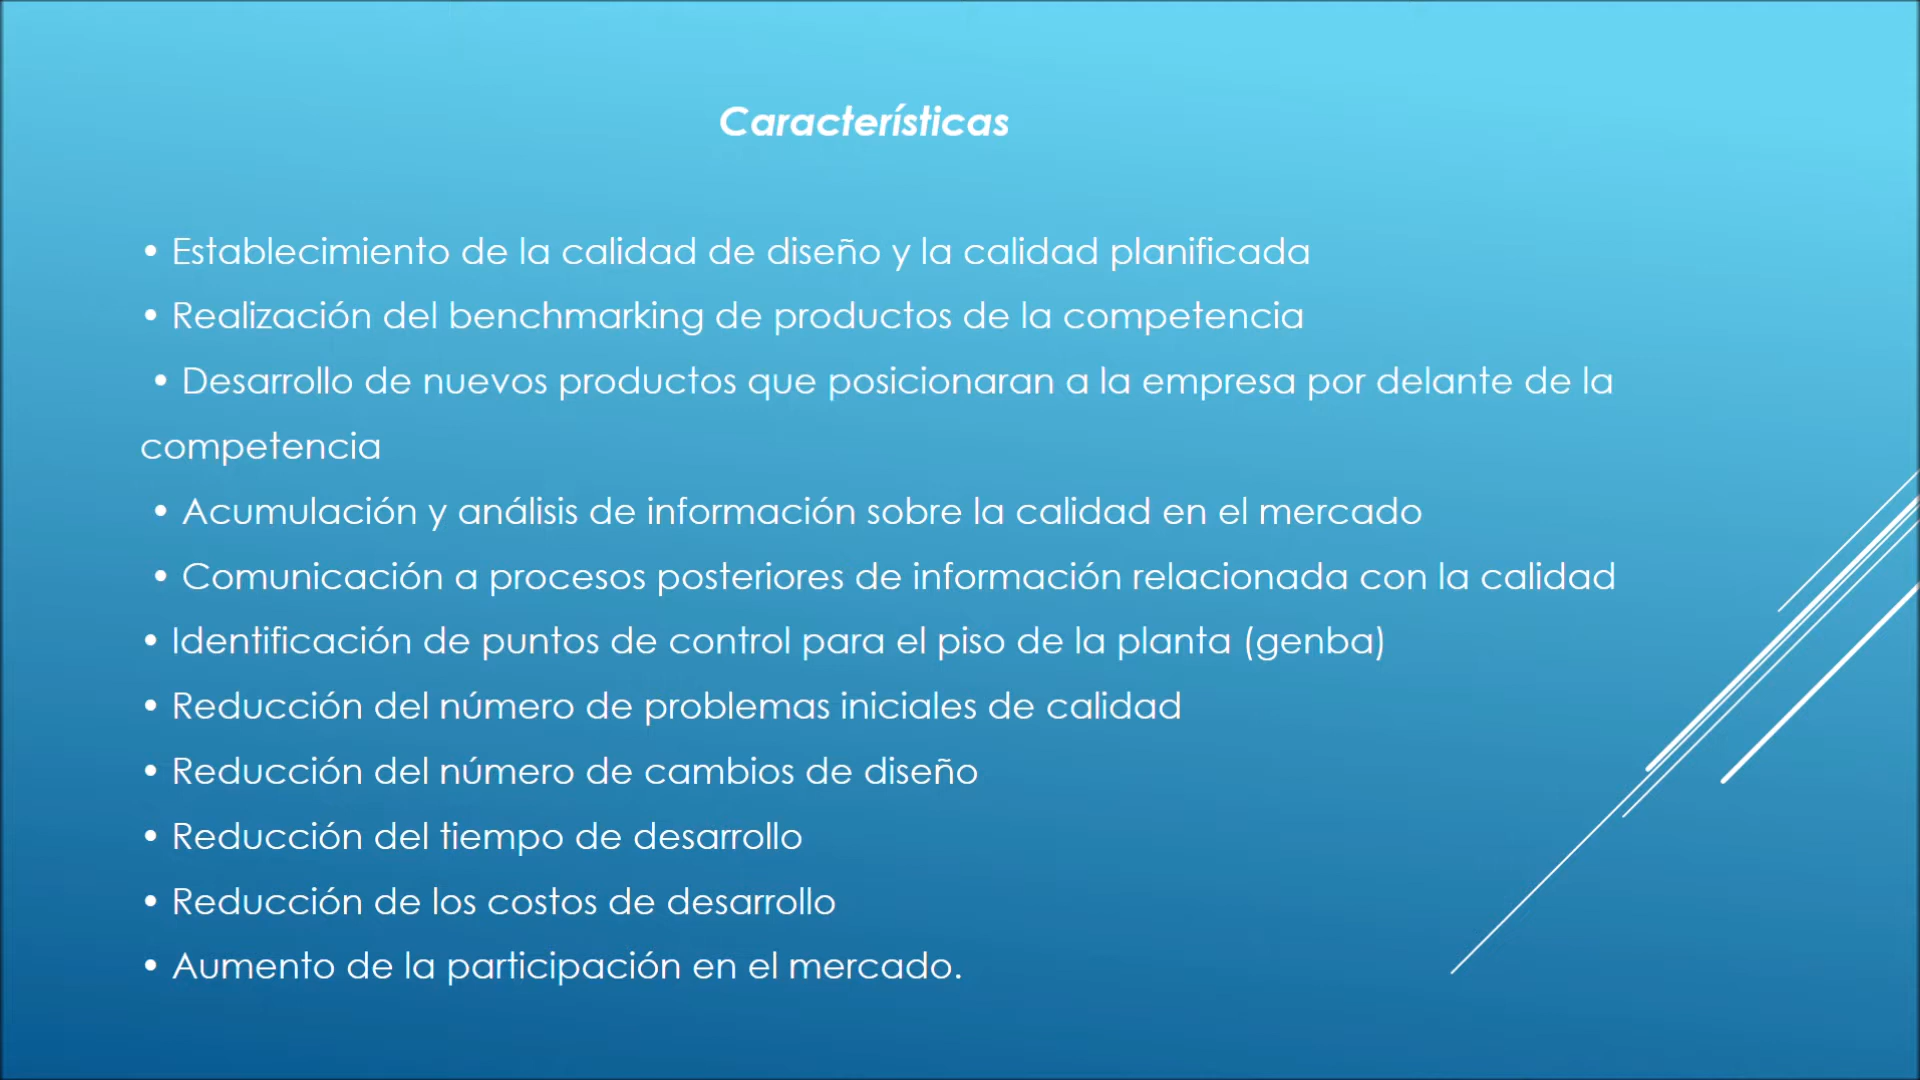 Características
• Establecimiento de la calidad de diseño y la calidad planificada
• Realización del benchmarking de productos de la competencia
• Desarrollo de nuevos productos que posicionaran a la empresa por delante de la
competencia
• Acumulación y análisis de información sobre la calidad en el mercado
• Comunicación a procesos posteriores de información relacionada con la calidad
• Identificación de puntos de control para el piso de la planta (genba)
• Reducción del número de problemas iniciales de calidad
• Reducción del número de cambios de diseño
• Reducción del tiempo de desarrollo
• Reducción de los costos de desarrollo
• Aumento de la participación en el mercado.